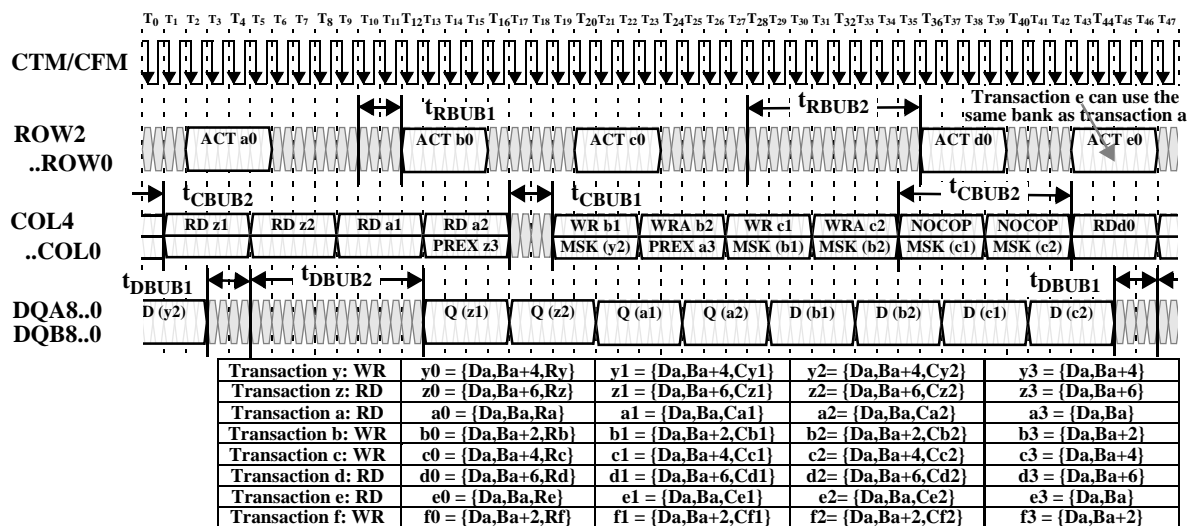 T0 T1 T2 T3 T4 T5 T6 T7 T8 T9 T10 T11 T12 T13 T14 T15 T16 T17 T18 T19 T20 T21 T22 T23 T24 T25 T26 T27 T28 T29 T30 T31 T32 T33 T34 T35 T36 T37 T38 T39 T40 T41 T42 T43 T44 T45 T46 T47
CTM/CFM
tRBUB1 tRBUB2 Transaction e can use the
same bank as transaction a
ROW2
..ROW0
ACT a0 ACT b0 ACT c0 ACT d0 ACT e0
tCBUB2 tCBUB1 tCBUB2
COL4
..COL0
RD z1 RD z2 RD a1 RD a2 WR b1 WRA b2 WR c1 WRA c2 NOCOP NOCOP RDd0
PREX z3 MSK (y2) PREX a3 MSK (b1) MSK (b2) MSK (c1) MSK (c2)
tDBUB1 tDBUB2 tDBUB1
DQA8..0
DQB8..0
D (y2) Q (z1) Q (z2) Q (a1) Q (a2) D (b1) D (b2) D (c1) D (c2)
Transaction y: WR y0 = {Da,Ba+4,Ry} y1 = {Da,Ba+4,Cy1} y2= {Da,Ba+4,Cy2} y3 = {Da,Ba+4}
Transaction z: RD z0 = {Da,Ba+6,Rz} z1 = {Da,Ba+6,Cz1} z2= {Da,Ba+6,Cz2} z3 = {Da,Ba+6}
Transaction a: RD a0 = {Da,Ba,Ra} a1 = {Da,Ba,Ca1} a2= {Da,Ba,Ca2} a3 = {Da,Ba}
Transaction b: WR b0 = {Da,Ba+2,Rb} b1 = {Da,Ba+2,Cb1} b2= {Da,Ba+2,Cb2} b3 = {Da,Ba+2}
Transaction c: WR c0 = {Da,Ba+4,Rc} c1 = {Da,Ba+4,Cc1} c2= {Da,Ba+4,Cc2} c3 = {Da,Ba+4}
Transaction d: RD d0 = {Da,Ba+6,Rd} d1 = {Da,Ba+6,Cd1} d2= {Da,Ba+6,Cd2} d3 = {Da,Ba+6}
Transaction e: RD e0 = {Da,Ba,Re} e1 = {Da,Ba,Ce1} e2= {Da,Ba,Ce2} e3 = {Da,Ba}
Transaction f: WR f0 = {Da,Ba+2,Rf} f1 = {Da,Ba+2,Cf1} f2= {Da,Ba+2,Cf2} f3 = {Da,Ba+2}